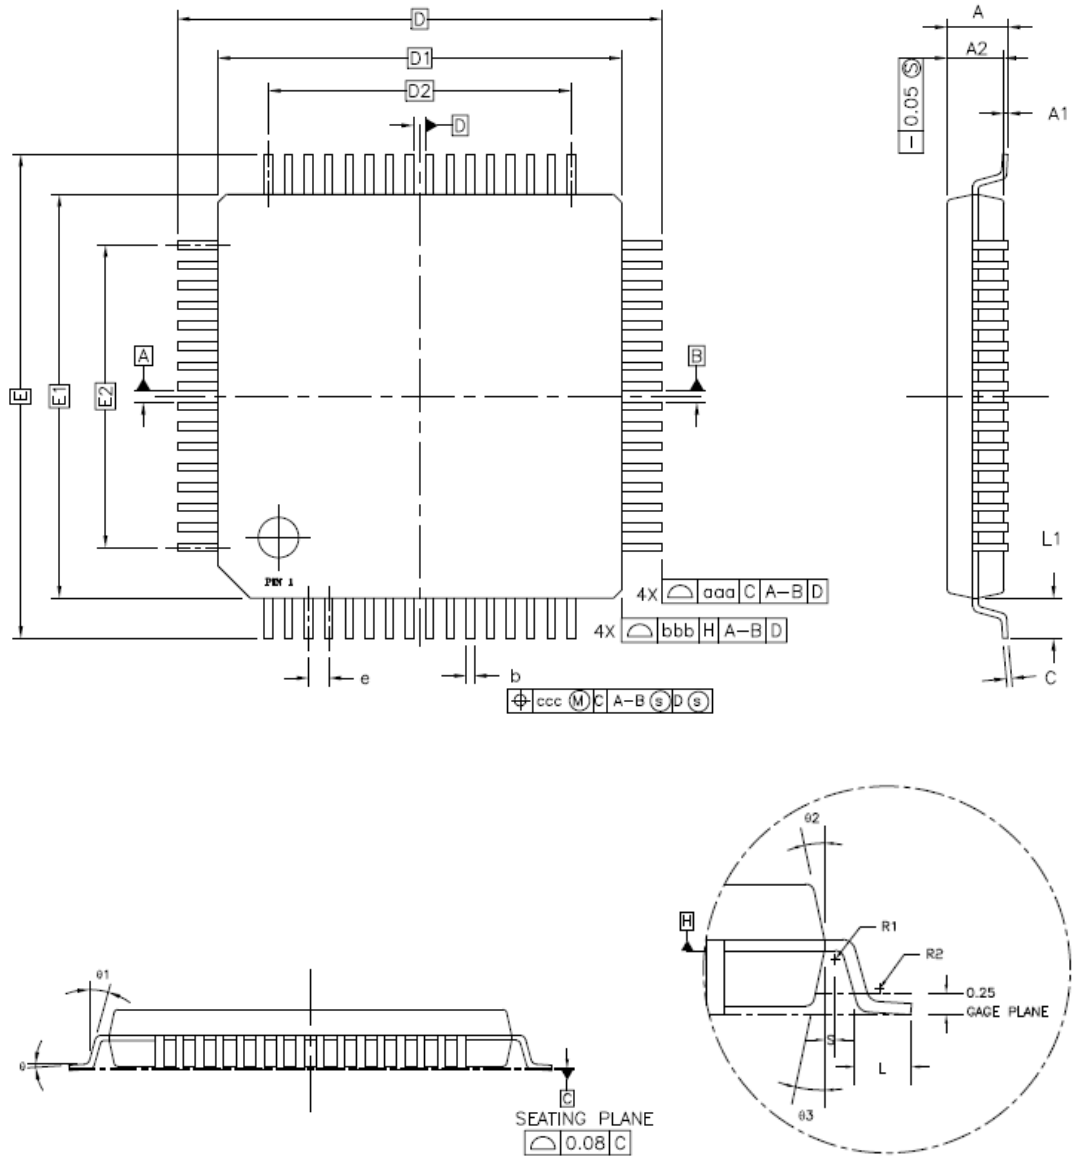 D
D1
D2
D
A
A2
− 0.05 Ⓢ
A1
A
B
E
E1
E2
PIN 1
L1
4X ⌓ aaa C A−B D
4X ⌓ bbb H A−B D
e
b
C
⌖ ccc Ⓜ C A−B ⓢ D ⓢ
θ2
H
R1
R2
0.25
GAGE PLANE
S
L
θ3
θ1
θ
C
SEATING PLANE
⌓ 0.08 C